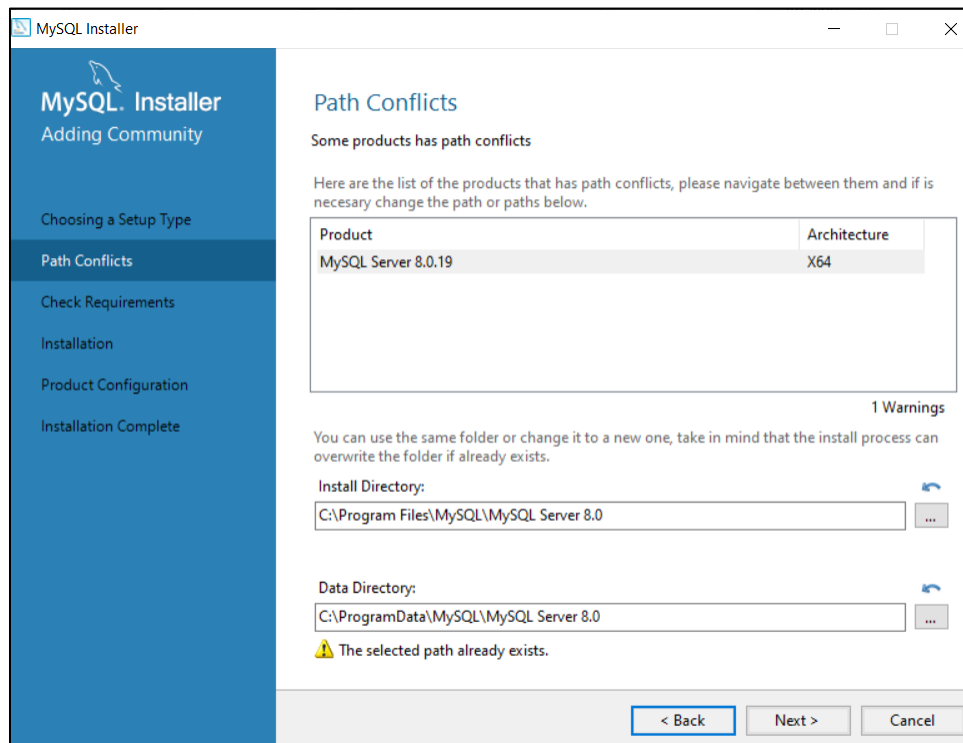 MySQL Installer
MySQL. Installer
Adding Community
Choosing a Setup Type
Path Conflicts
Check Requirements
Installation
Product Configuration
Installation Complete
Path Conflicts
Some products has path conflicts
Here are the list of the products that has path conflicts, please navigate between them and if is
necesary change the path or paths below.
Product Architecture
MySQL Server 8.0.19 X64
1 Warnings
You can use the same folder or change it to a new one, take in mind that the install process can
overwrite the folder if already exists.
Install Directory:
C:\Program Files\MySQL\MySQL Server 8.0
...
Data Directory:
C:\ProgramData\MySQL\MySQL Server 8.0
...
The selected path already exists.
< Back Next > Cancel